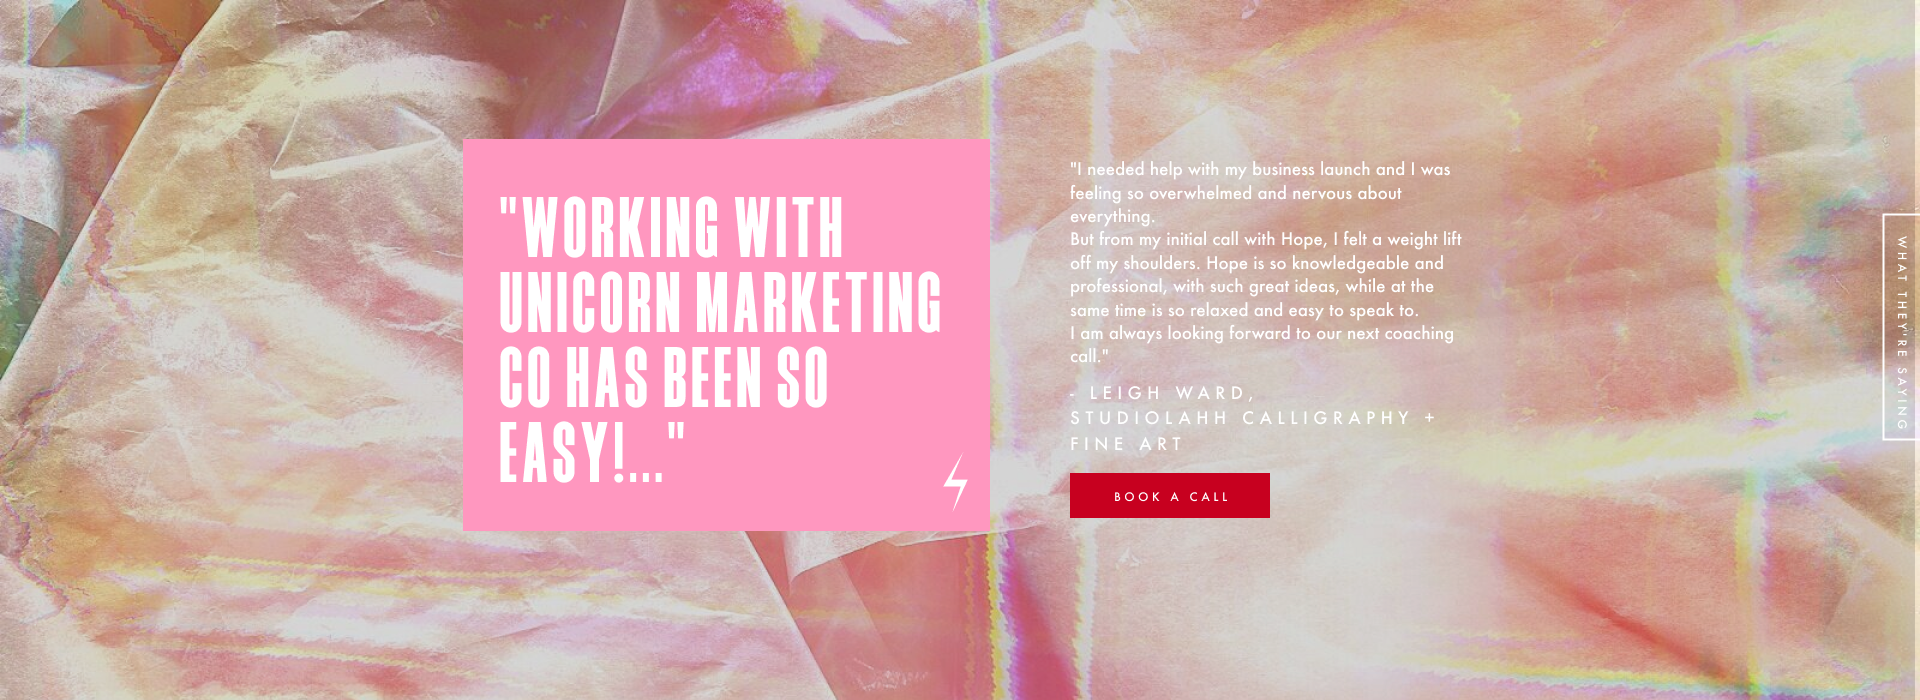 "WORKING WITH
UNICORN MARKETING
CO HAS BEEN SO
EASY!..."
"I needed help with my business launch and I was
feeling so overwhelmed and nervous about
everything.
But from my initial call with Hope, I felt a weight lift
off my shoulders. Hope is so knowledgeable and
professional, with such great ideas, while at the
same time is so relaxed and easy to speak to.
I am always looking forward to our next coaching
call."
- LEIGH WARD,
STUDIOLAHH CALLIGRAPHY +
FINE ART
BOOK A CALL
WHAT THEY'RE SAYING